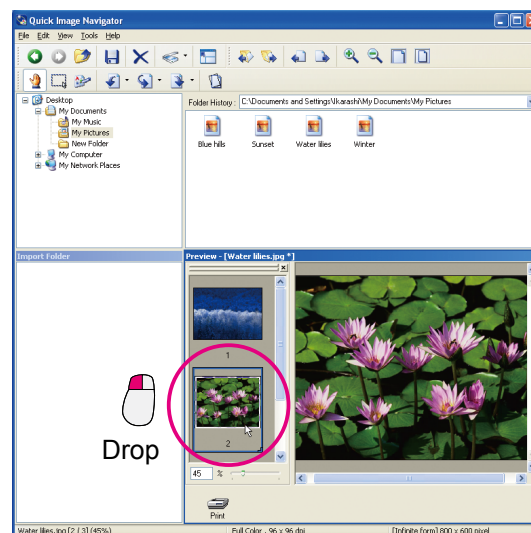 Quick Image Navigator
File Edit View Tools Help
Desktop
My Documents
My Music
My Pictures
New Folder
My Computer
My Network Places
Folder History : C:\Documents and Settings\Ikarashi\My Documents\My Pictures
Blue hills Sunset Water lilies Winter
Import Folder
Preview - [Water lilies.jpg *]
1
2
Drop
45 %
Print
Water lilies.jpg [2 / 3] (45%) Full Color , 96 x 96 dpi [Infinite form] 800 x 600 pixel